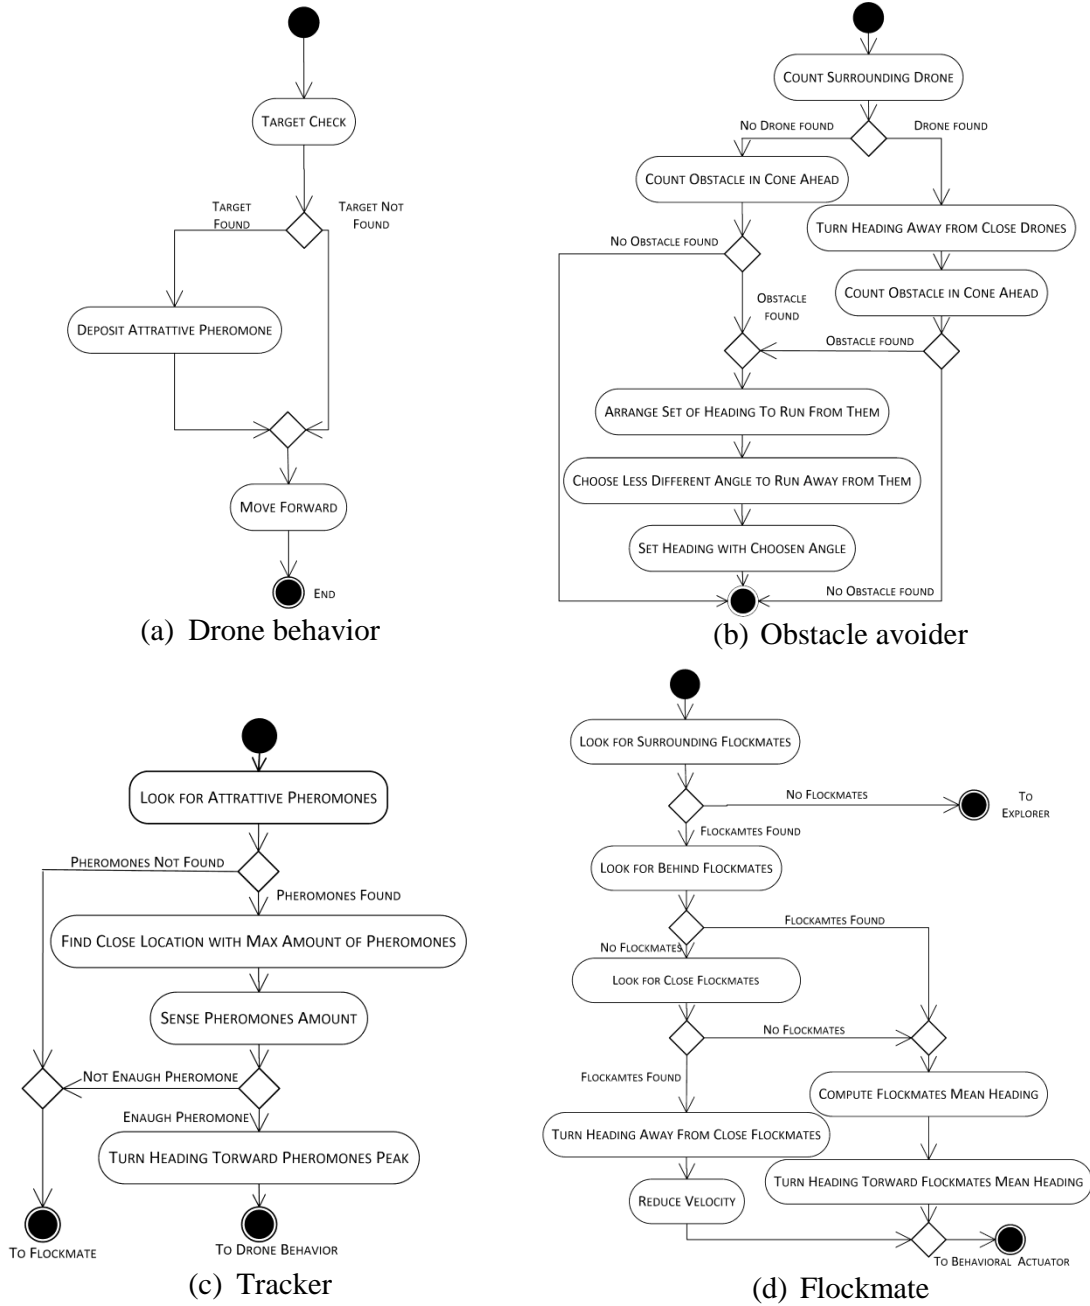 TARGET CHECK
TARGET
FOUND
TARGET NOT
FOUND
DEPOSIT ATTRATTIVE PHEROMONE
MOVE FORWARD
END
(a) Drone behavior
COUNT SURROUNDING DRONE
NO DRONE FOUND
DRONE FOUND
COUNT OBSTACLE IN CONE AHEAD
TURN HEADING AWAY FROM CLOSE DRONES
NO OBSTACLE FOUND
COUNT OBSTACLE IN CONE AHEAD
OBSTACLE
FOUND
OBSTACLE FOUND
ARRANGE SET OF HEADING TO RUN FROM THEM
CHOOSE LESS DIFFERENT ANGLE TO RUN AWAY FROM THEM
SET HEADING WITH CHOOSEN ANGLE
NO OBSTACLE FOUND
(b) Obstacle avoider
LOOK FOR ATTRATTIVE PHEROMONES
PHEROMONES NOT FOUND
PHEROMONES FOUND
FIND CLOSE LOCATION WITH MAX AMOUNT OF PHEROMONES
SENSE PHEROMONES AMOUNT
NOT ENAUGH PHEROMONE
ENAUGH PHEROMONE
TURN HEADING TORWARD PHEROMONES PEAK
TO FLOCKMATE
TO DRONE BEHAVIOR
(c) Tracker
LOOK FOR SURROUNDING FLOCKMATES
NO FLOCKMATES
TO
EXPLORER
FLOCKAMTES FOUND
LOOK FOR BEHIND FLOCKMATES
FLOCKAMTES FOUND
NO FLOCKMATES
LOOK FOR CLOSE FLOCKMATES
NO FLOCKMATES
FLOCKAMTES FOUND
COMPUTE FLOCKMATES MEAN HEADING
TURN HEADING AWAY FROM CLOSE FLOCKMATES
TURN HEADING TORWARD FLOCKMATES MEAN HEADING
REDUCE VELOCITY
TO BEHAVIORAL ACTUATOR
(d) Flockmate